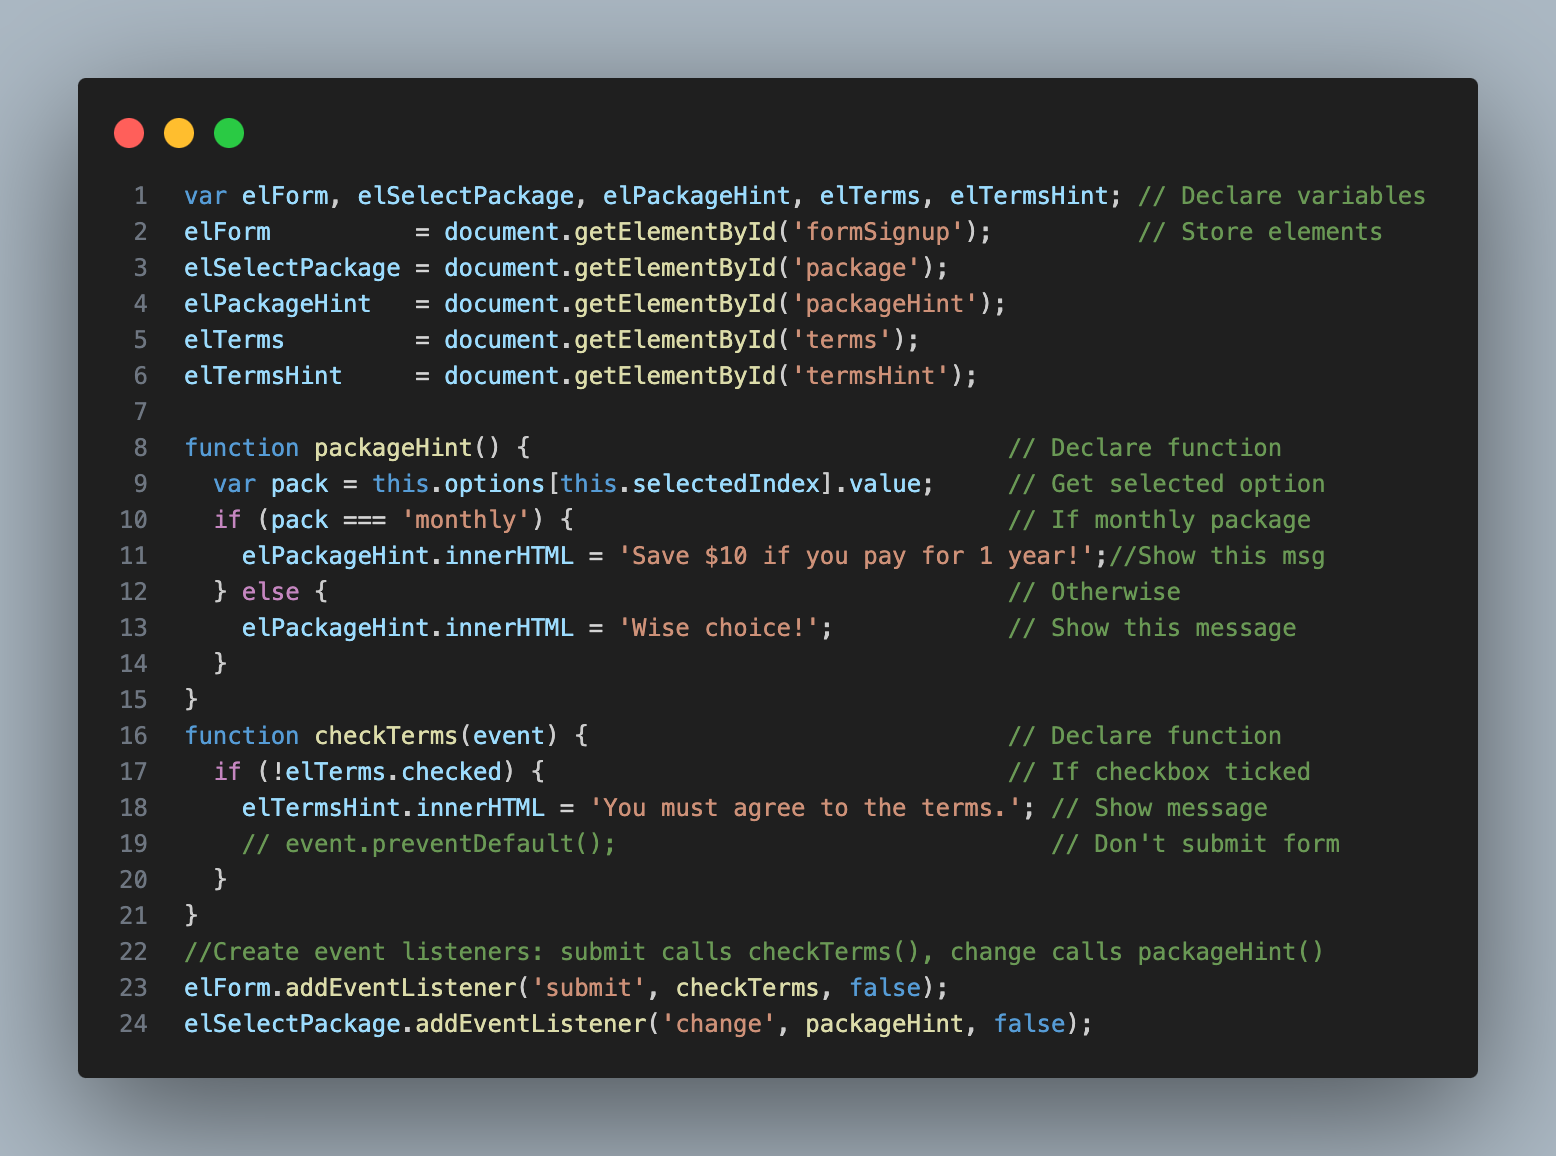 1 var elForm, elSelectPackage, elPackageHint, elTerms, elTermsHint; // Declare variables
2 elForm          = document.getElementById('formSignup');          // Store elements
3 elSelectPackage = document.getElementById('package');
4 elPackageHint   = document.getElementById('packageHint');
5 elTerms         = document.getElementById('terms');
6 elTermsHint     = document.getElementById('termsHint');
7
8 function packageHint() {                                 // Declare function
9   var pack = this.options[this.selectedIndex].value;     // Get selected option
10   if (pack === 'monthly') {                              // If monthly package
11     elPackageHint.innerHTML = 'Save $10 if you pay for 1 year!';//Show this msg
12   } else {                                               // Otherwise
13     elPackageHint.innerHTML = 'Wise choice!';            // Show this message
14   }
15 }
16 function checkTerms(event) {                             // Declare function
17   if (!elTerms.checked) {                                // If checkbox ticked
18     elTermsHint.innerHTML = 'You must agree to the terms.'; // Show message
19     // event.preventDefault();                              // Don't submit form
20   }
21 }
22 //Create event listeners: submit calls checkTerms(), change calls packageHint()
23 elForm.addEventListener('submit', checkTerms, false);
24 elSelectPackage.addEventListener('change', packageHint, false);